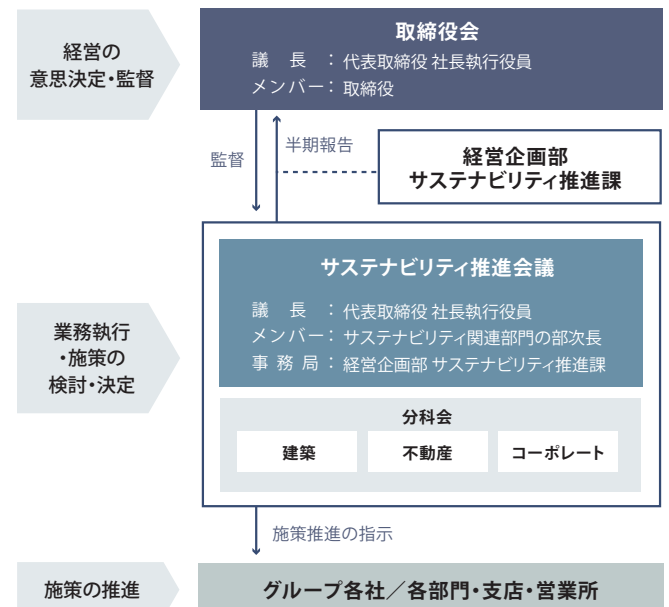 経営の
意思決定・監督
取締役会
議長：代表取締役 社長執行役員
メンバー：取締役
監督
半期報告
経営企画部
サステナビリティ推進課
業務執行
・施策の
検討・決定
サステナビリティ推進会議
議長：代表取締役 社長執行役員
メンバー：サステナビリティ関連部門の部次長
事務局：経営企画部 サステナビリティ推進課
分科会
建築
不動産
コーポレート
施策推進の指示
施策の推進
グループ各社／各部門・支店・営業所